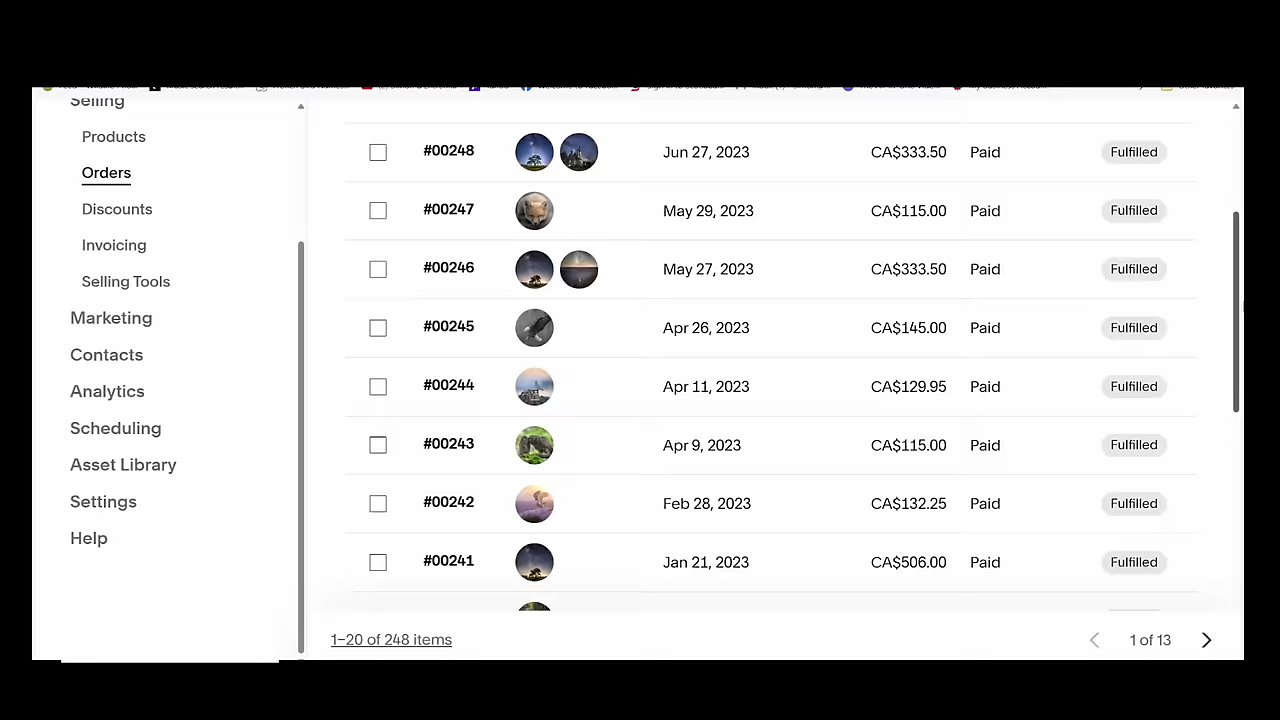 Selling
Products
Orders
Discounts
Invoicing
Selling Tools
Marketing
Contacts
Analytics
Scheduling
Asset Library
Settings
Help
#00248 Jun 27, 2023 CA$333.50 Paid Fulfilled
#00247 May 29, 2023 CA$115.00 Paid Fulfilled
#00246 May 27, 2023 CA$333.50 Paid Fulfilled
#00245 Apr 26, 2023 CA$145.00 Paid Fulfilled
#00244 Apr 11, 2023 CA$129.95 Paid Fulfilled
#00243 Apr 9, 2023 CA$115.00 Paid Fulfilled
#00242 Feb 28, 2023 CA$132.25 Paid Fulfilled
#00241 Jan 21, 2023 CA$506.00 Paid Fulfilled
1–20 of 248 items
1 of 13